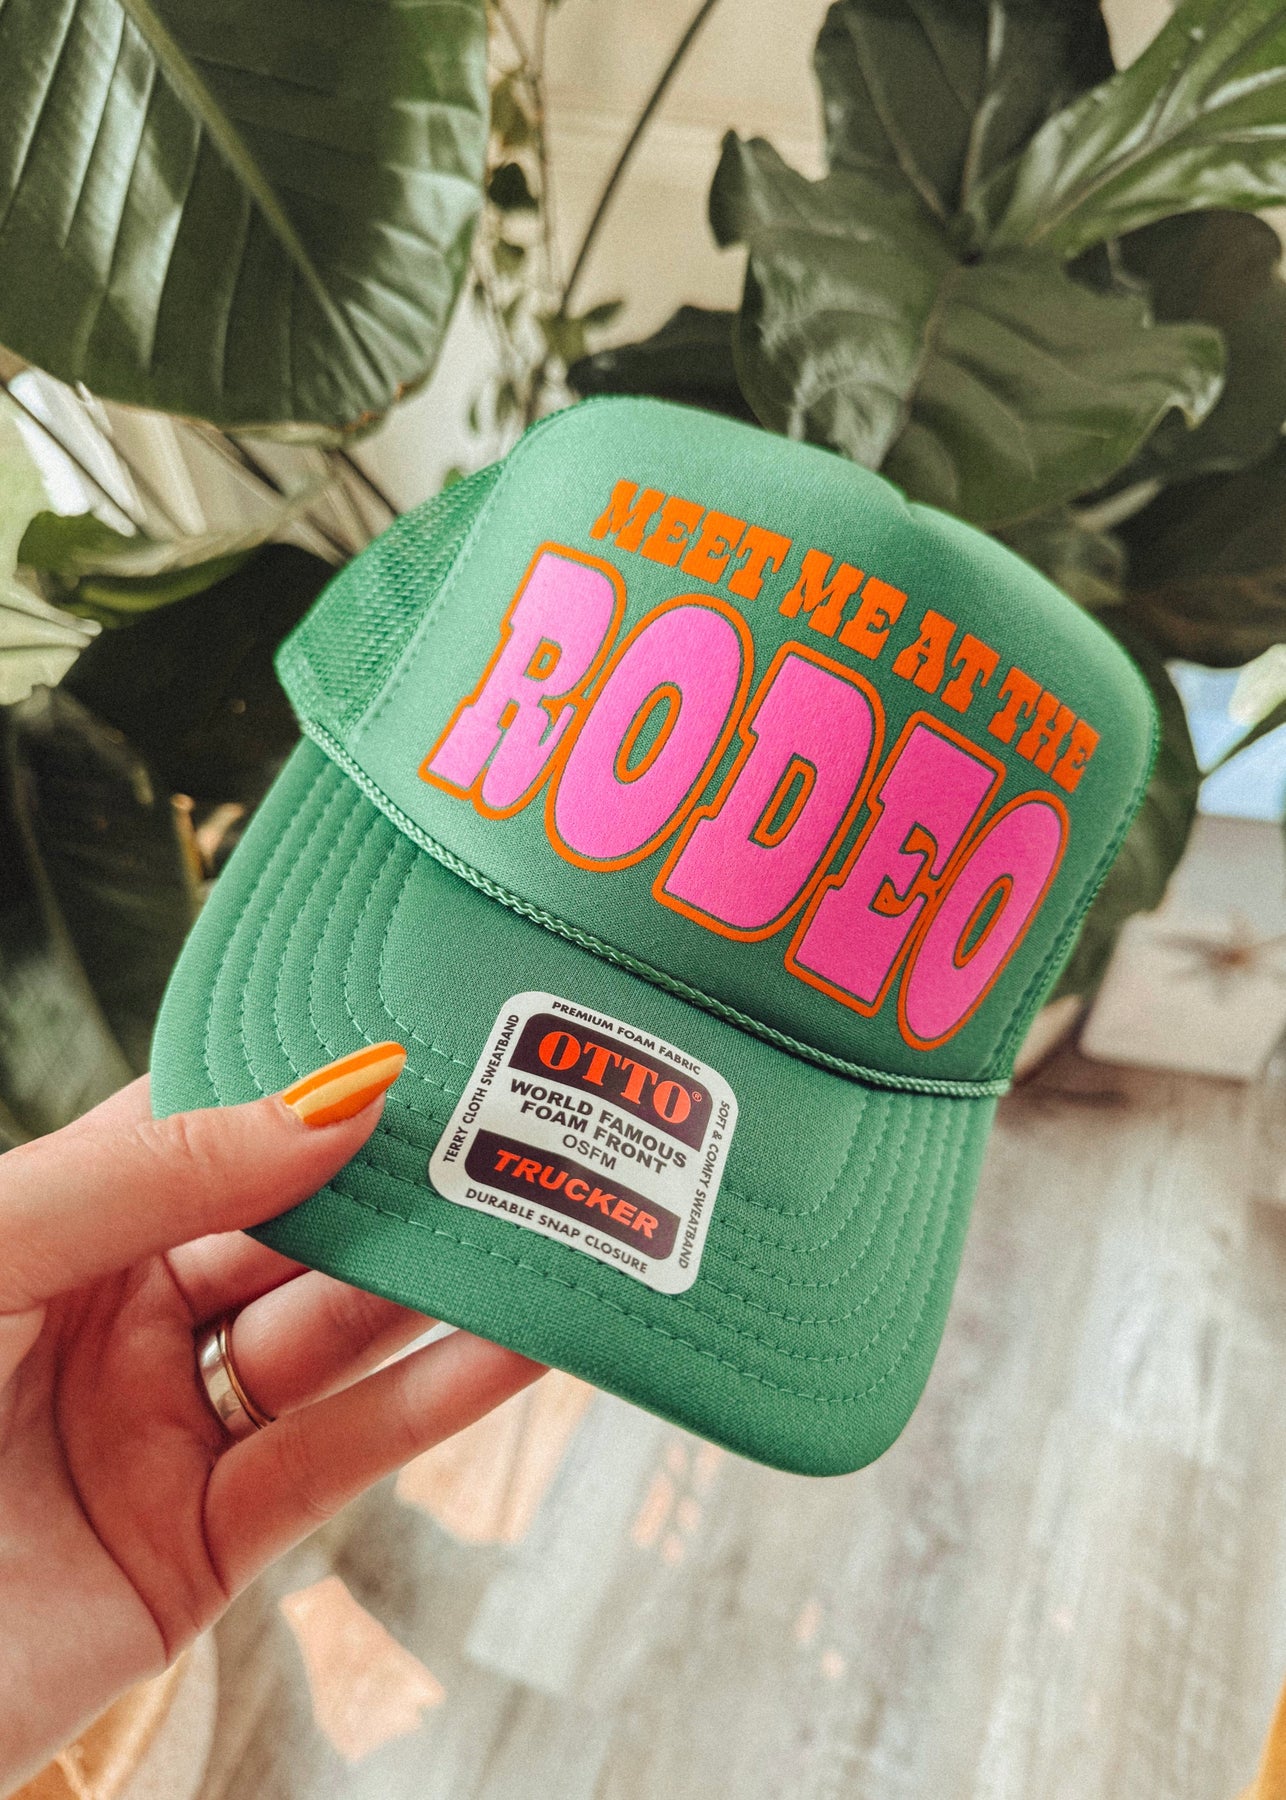 MEET ME AT THE
RODEO
PREMIUM FOAM FABRIC
TERRY CLOTH SWEATBAND
OTTO®
WORLD FAMOUS
FOAM FRONT
OSFM
TRUCKER
SOFT & COMFY SWEATBAND
DURABLE SNAP CLOSURE